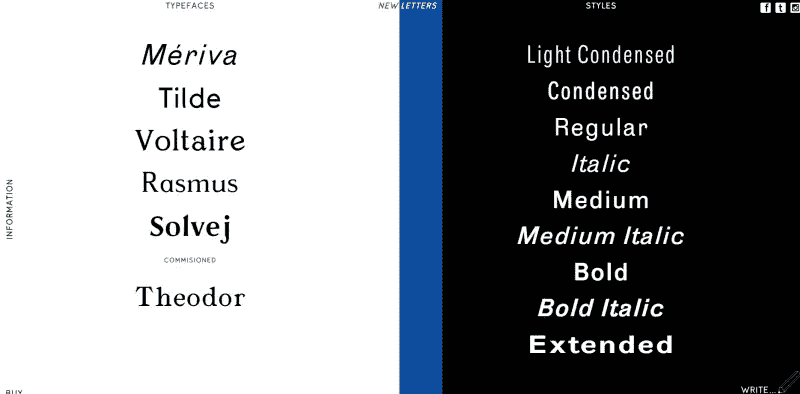 TYPEFACES
NEW LETTERS
STYLES
Mériva
Tilde
Voltaire
Rasmus
Solvej
COMMISIONED
Theodor
INFORMATION
Light Condensed
Condensed
Regular
Italic
Medium
Medium Italic
Bold
Bold Italic
Extended
BUY
WRITE...